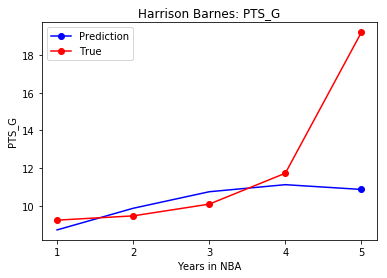 Harrison Barnes: PTS_G
Prediction
True
18
16
14
12
10
PTS_G
1 2 3 4 5
Years in NBA